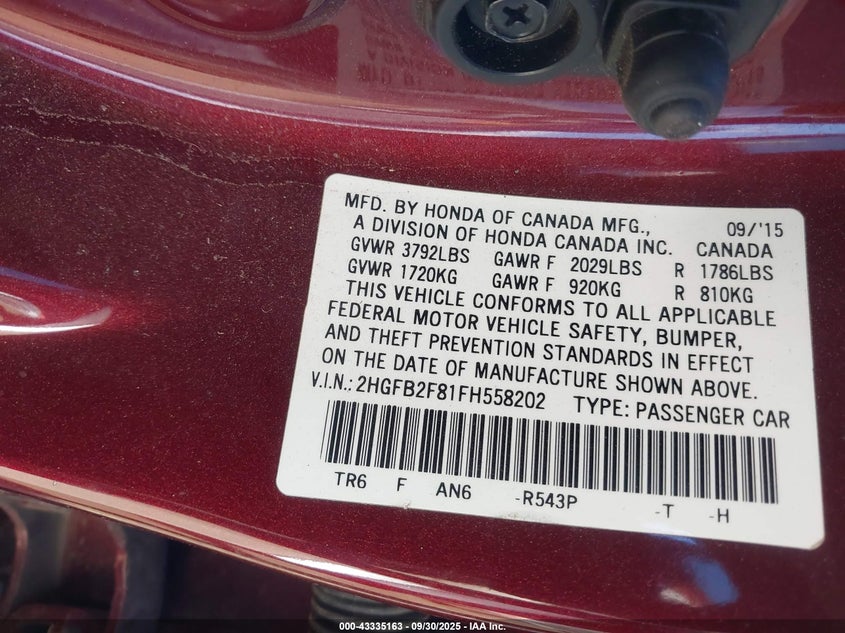 MFD. BY HONDA OF CANADA MFG., 09/'15
A DIVISION OF HONDA CANADA INC. CANADA
GVWR 3792LBS GAWR F 2029LBS R 1786LBS
GVWR 1720KG GAWR F 920KG R 810KG
THIS VEHICLE CONFORMS TO ALL APPLICABLE
FEDERAL MOTOR VEHICLE SAFETY, BUMPER,
AND THEFT PREVENTION STANDARDS IN EFFECT
ON THE DATE OF MANUFACTURE SHOWN ABOVE.
V.I.N.: 2HGFB2F81FH558202 TYPE: PASSENGER CAR
TR6 F AN6 -R543P -T -H
000-43335163 - 09/30/2025 - IAA Inc.